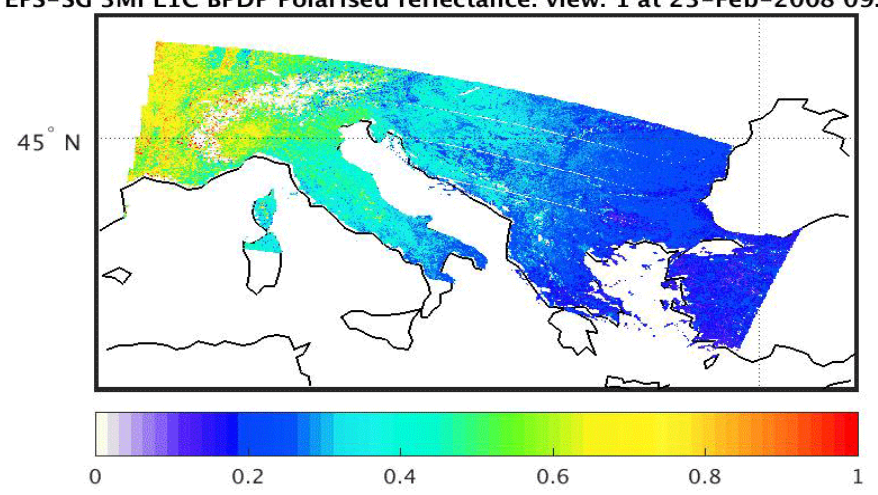 EPS-SG 3MI L1C BPDF Polarised reflectance: view: 1 at 23-Feb-2008 09:
45° N
0 0.2 0.4 0.6 0.8 1